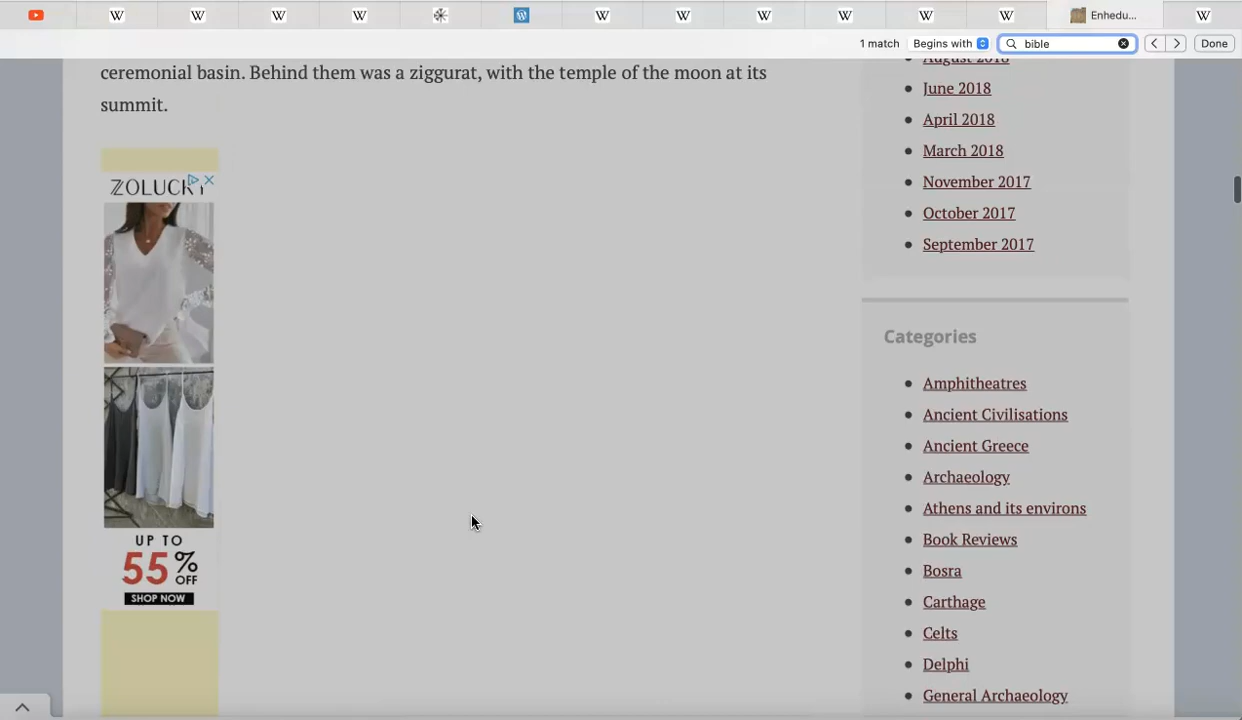 Enhedu...
1 match Begins with bible Done
ceremonial basin. Behind them was a ziggurat, with the temple of the moon at its
summit.
ZOLUCKY
UP TO
55% OFF
SHOP NOW
August 2018
June 2018
April 2018
March 2018
November 2017
October 2017
September 2017
Categories
Amphitheatres
Ancient Civilisations
Ancient Greece
Archaeology
Athens and its environs
Book Reviews
Bosra
Carthage
Celts
Delphi
General Archaeology